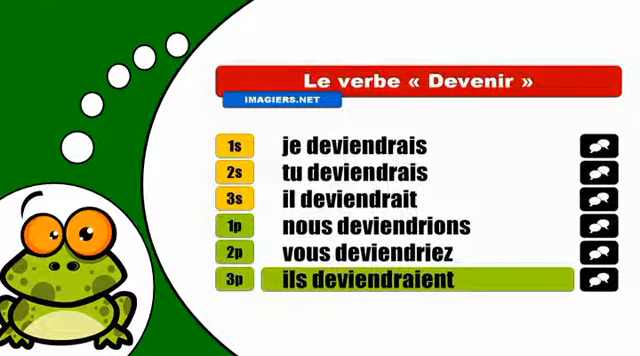 Le verbe « Devenir »
IMAGIERS.NET
1s je deviendrais
2s tu deviendrais
3s il deviendrait
1p nous deviendrions
2p vous deviendriez
3p ils deviendraient